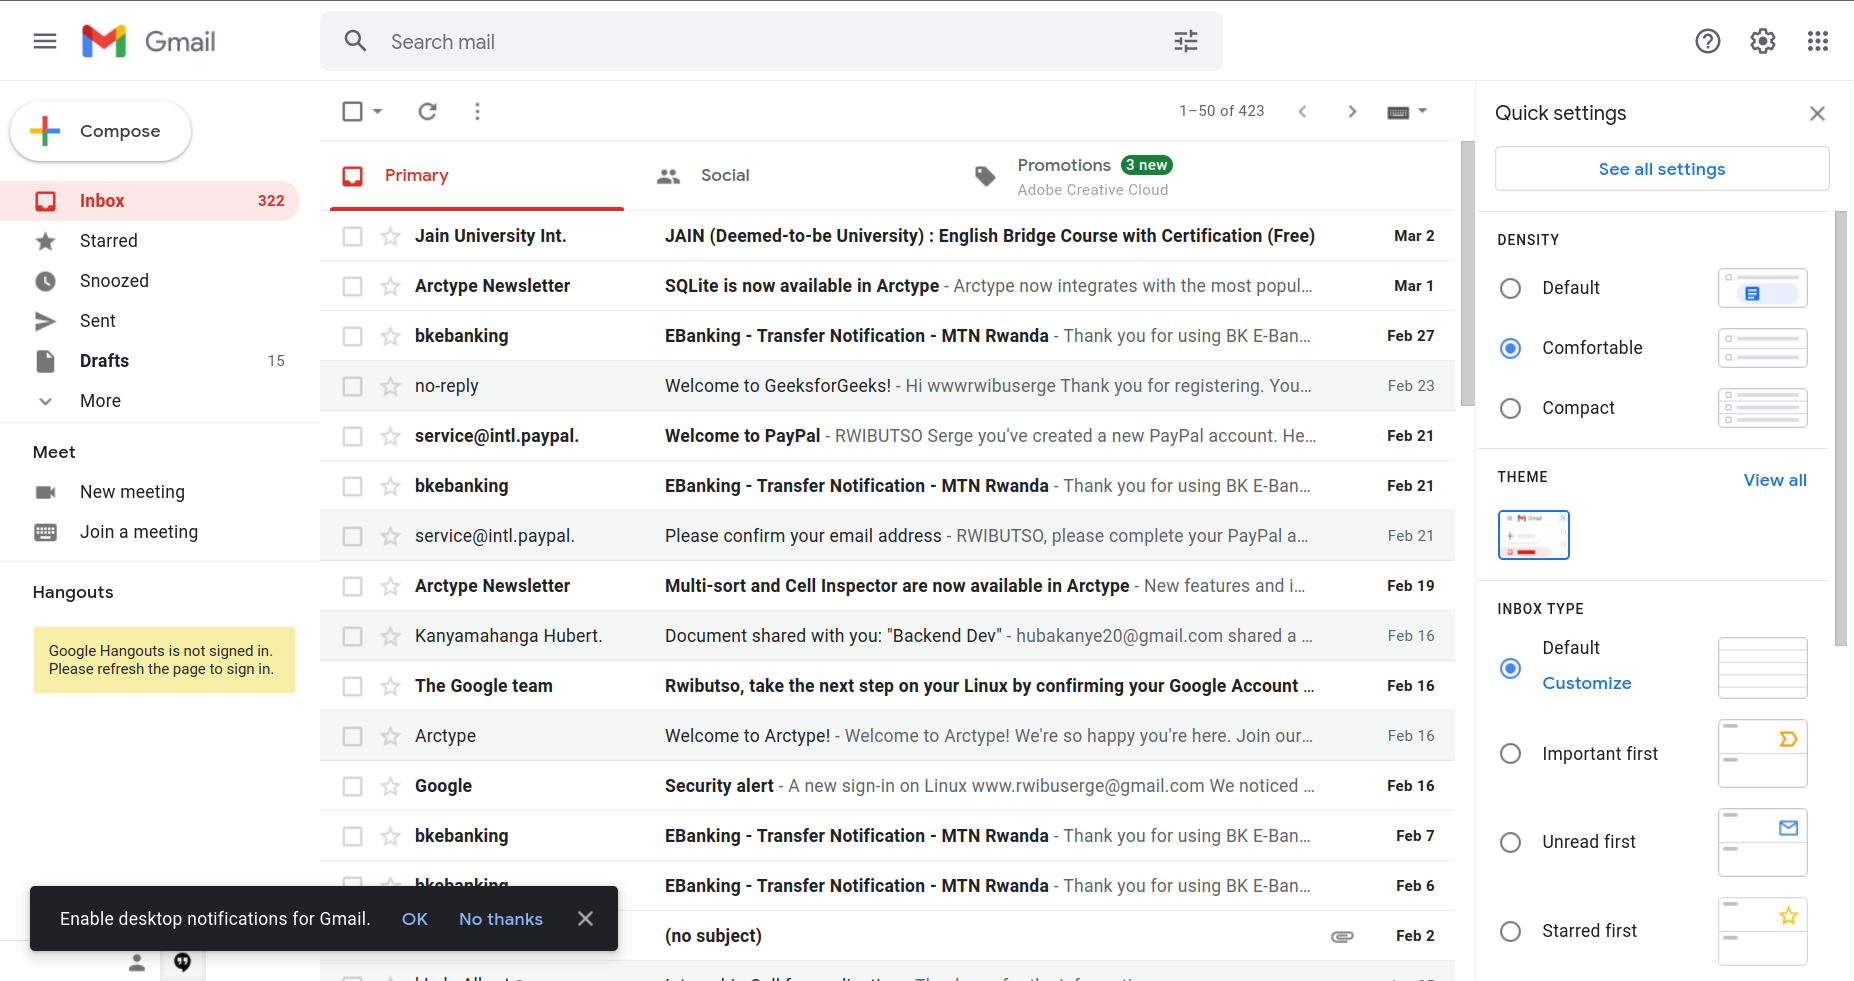 Gmail
Search mail
Compose
Inbox 322
Starred
Snoozed
Sent
Drafts 15
More
Meet
New meeting
Join a meeting
Hangouts
Google Hangouts is not signed in.
Please refresh the page to sign in.
1–50 of 423
Primary
Social
Promotions 3 new
Adobe Creative Cloud
Jain University Int. JAIN (Deemed-to-be University) : English Bridge Course with Certification (Free) Mar 2
Arctype Newsletter SQLite is now available in Arctype - Arctype now integrates with the most popul... Mar 1
bkebanking EBanking - Transfer Notification - MTN Rwanda - Thank you for using BK E-Ban... Feb 27
no-reply Welcome to GeeksforGeeks! - Hi wwwrwibuserge Thank you for registering. You... Feb 23
service@intl.paypal. Welcome to PayPal - RWIBUTSO Serge you've created a new PayPal account. He... Feb 21
bkebanking EBanking - Transfer Notification - MTN Rwanda - Thank you for using BK E-Ban... Feb 21
service@intl.paypal. Please confirm your email address - RWIBUTSO, please complete your PayPal a... Feb 21
Arctype Newsletter Multi-sort and Cell Inspector are now available in Arctype - New features and i... Feb 19
Kanyamahanga Hubert. Document shared with you: "Backend Dev" - hubakanye20@gmail.com shared a ... Feb 16
The Google team Rwibutso, take the next step on your Linux by confirming your Google Account ... Feb 16
Arctype Welcome to Arctype! - Welcome to Arctype! We're so happy you're here. Join our... Feb 16
Google Security alert - A new sign-in on Linux www.rwibuserge@gmail.com We noticed ... Feb 16
bkebanking EBanking - Transfer Notification - MTN Rwanda - Thank you for using BK E-Ban... Feb 7
bkebanking EBanking - Transfer Notification - MTN Rwanda - Thank you for using BK E-Ban... Feb 6
(no subject) Feb 2
Enable desktop notifications for Gmail. OK No thanks
Quick settings
See all settings
DENSITY
Default
Comfortable
Compact
THEME View all
Gmail
INBOX TYPE
Default
Customize
Important first
Unread first
Starred first